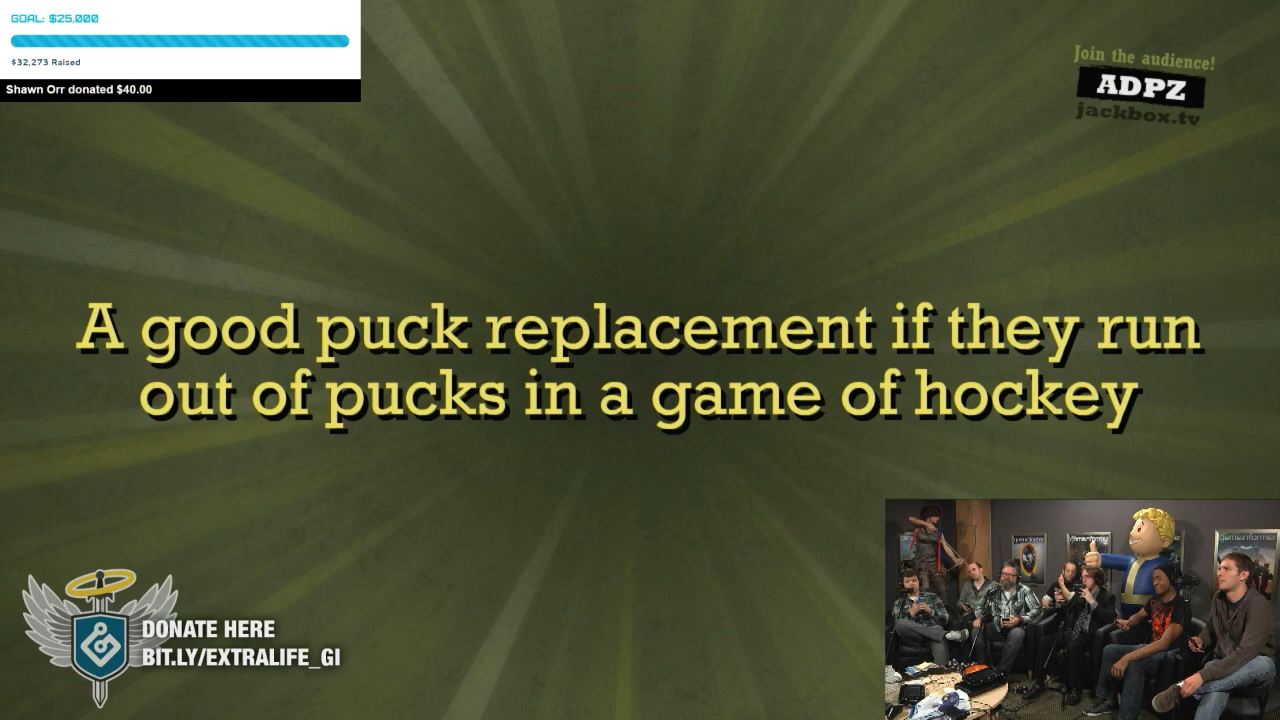 GOAL: $25,000
$32,273 Raised
Shawn Orr donated $40.00
Join the audience!
ADPZ
jackbox.tv
A good puck replacement if they run
out of pucks in a game of hockey
DONATE HERE
BIT.LY/EXTRALIFE_GI
gameinformer